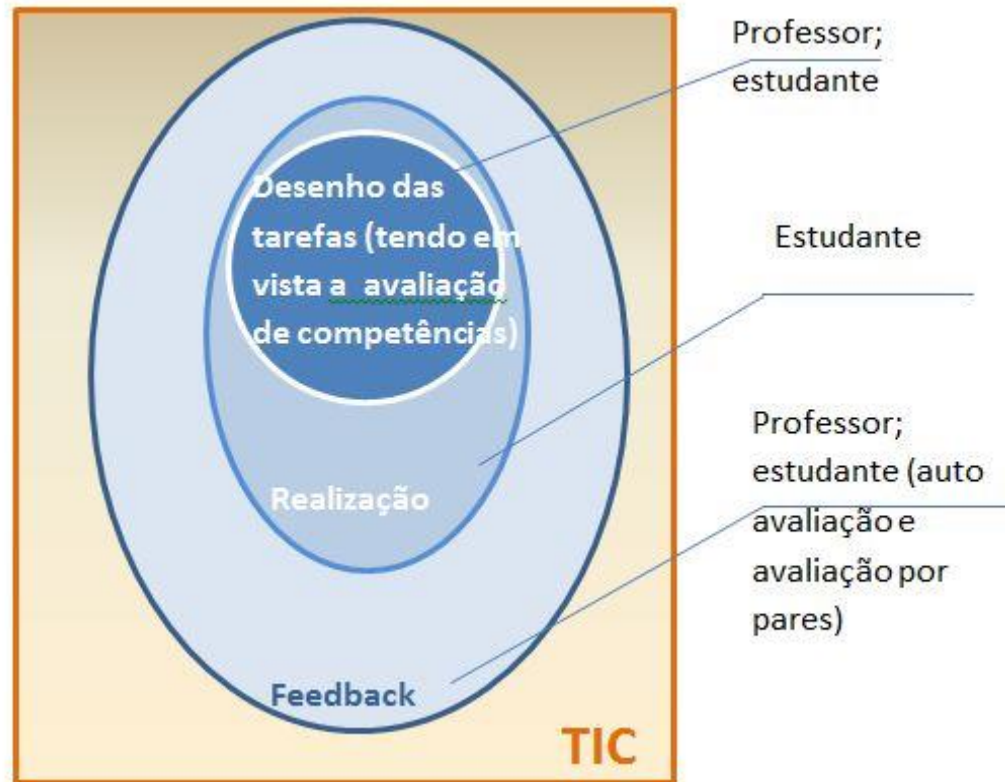 Professor;
estudante
Desenho das
tarefas (tendo em
vista a avaliação
de competências)
Estudante
Realização
Professor;
estudante (auto
avaliação e
avaliação por
pares)
Feedback
TIC